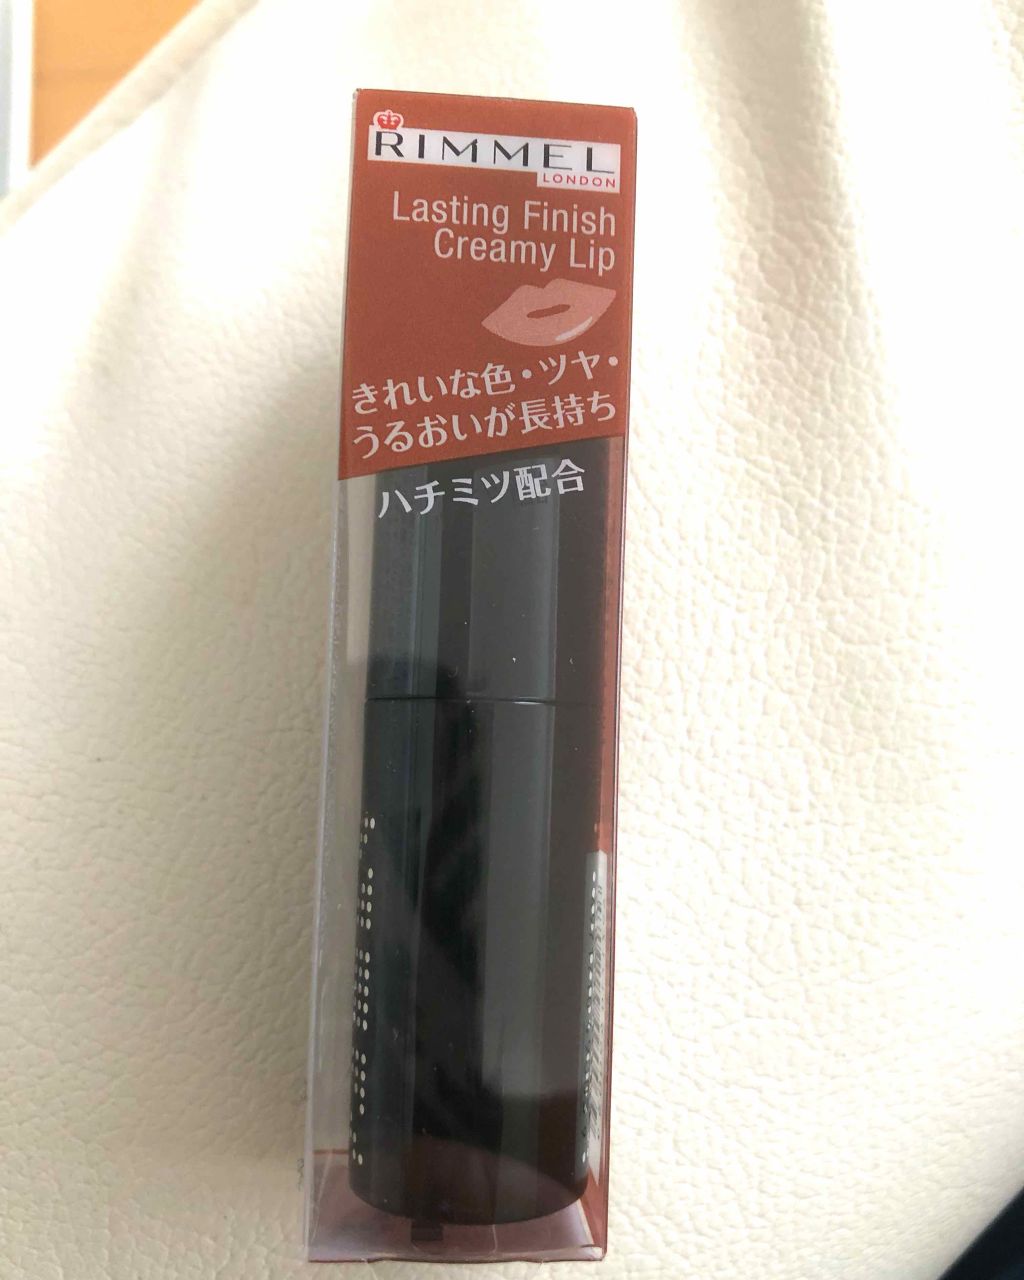 RIMMEL
LONDON
Lasting Finish
Creamy Lip
きれいな色・ツヤ・
うるおいが長持ち
ハチミツ配合